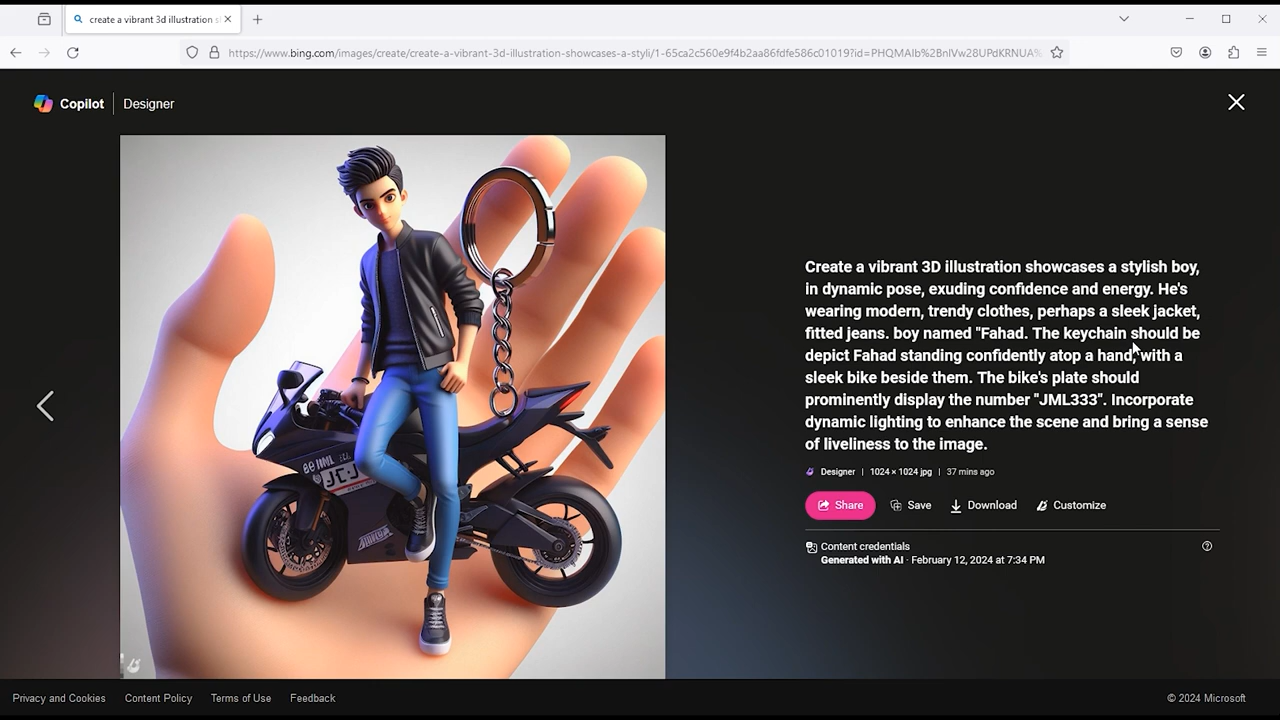 create a vibrant 3d illustration s
https://www.bing.com/images/create/create-a-vibrant-3d-illustration-showcases-a-styli/1-65ca2c560e9f4b2aa86fdfe586c01019?id=PHQMAIb%2BnIVw28UPdKRNUA%
Copilot | Designer
Create a vibrant 3D illustration showcases a stylish boy,
in dynamic pose, exuding confidence and energy. He's
wearing modern, trendy clothes, perhaps a sleek jacket,
fitted jeans. boy named "Fahad. The keychain should be
depict Fahad standing confidently atop a hand, with a
sleek bike beside them. The bike's plate should
prominently display the number "JML333". Incorporate
dynamic lighting to enhance the scene and bring a sense
of liveliness to the image.
Designer | 1024 × 1024 jpg | 37 mins ago
Share Save Download Customize
Content credentials
Generated with AI · February 12, 2024 at 7:34 PM
Privacy and Cookies Content Policy Terms of Use Feedback © 2024 Microsoft